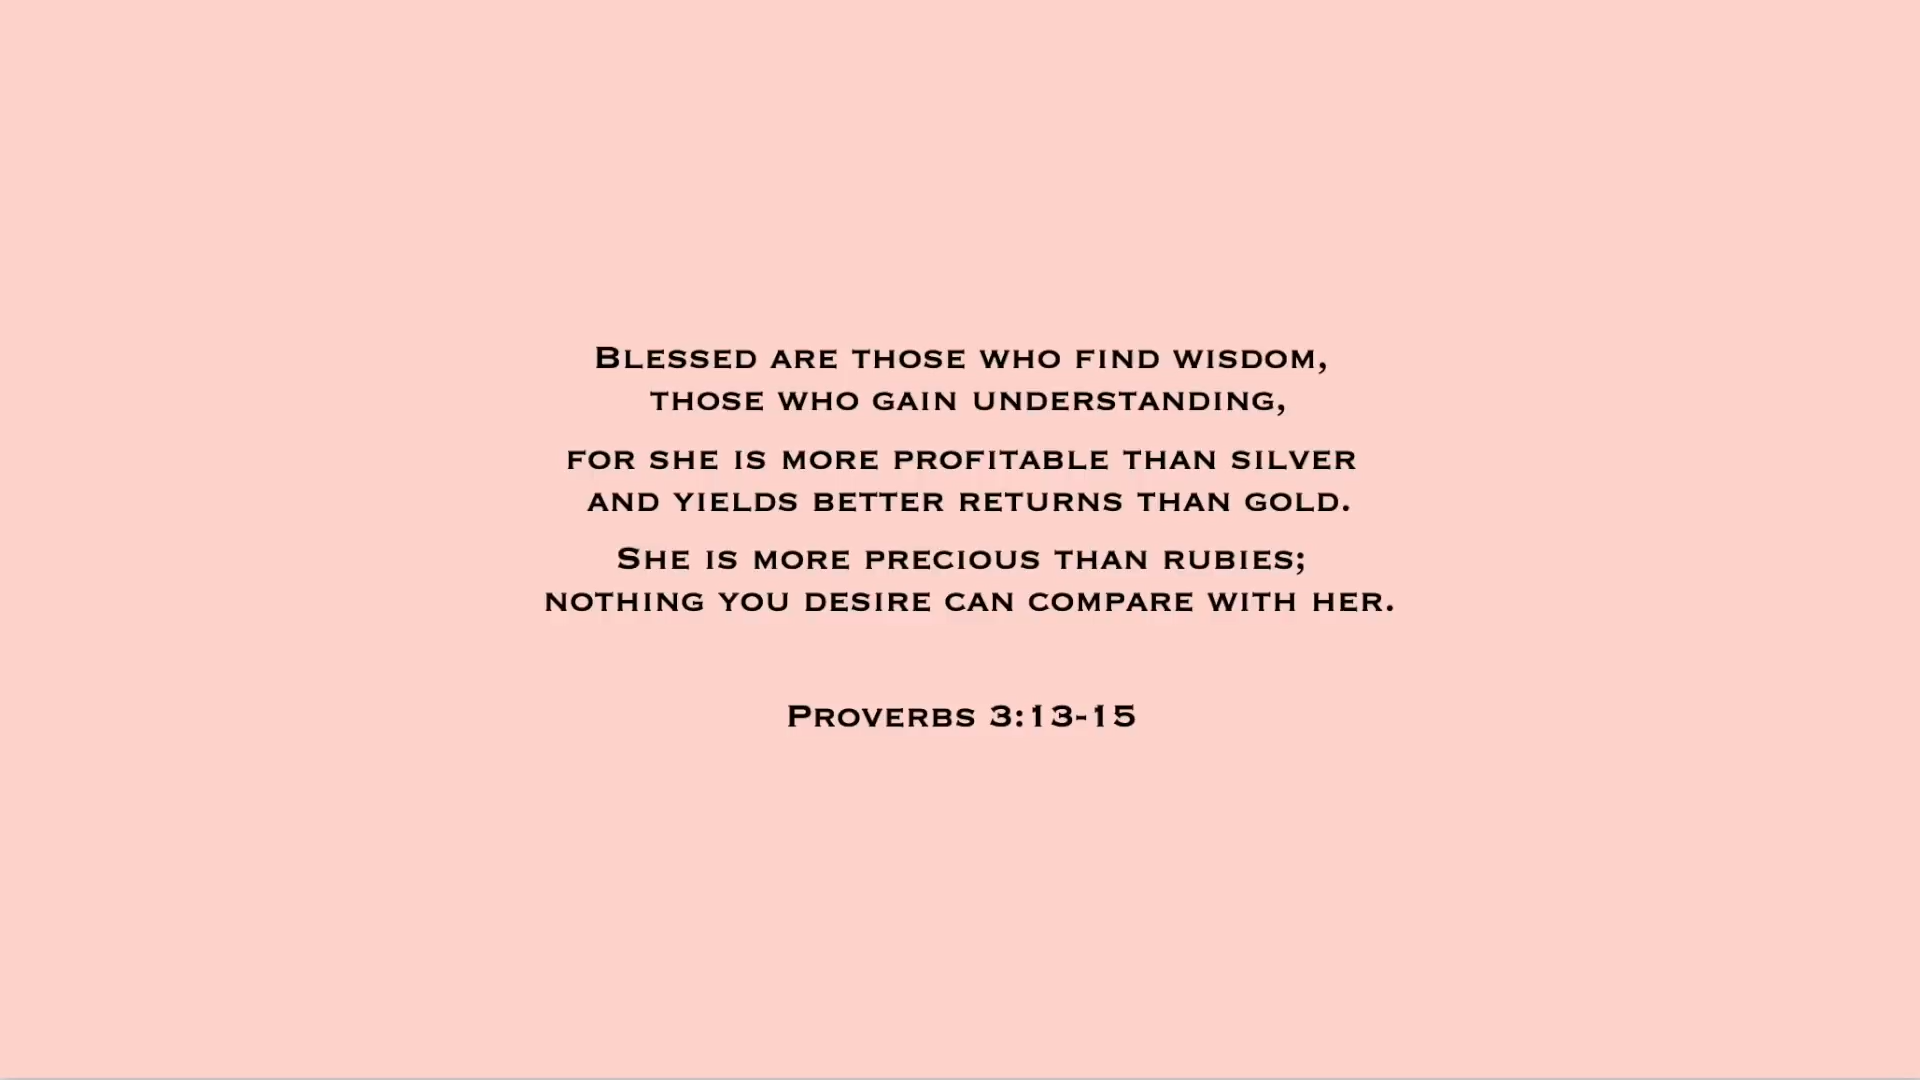 Blessed are those who find wisdom,
those who gain understanding,
for she is more profitable than silver
and yields better returns than gold.
She is more precious than rubies;
nothing you desire can compare with her.
Proverbs 3:13-15